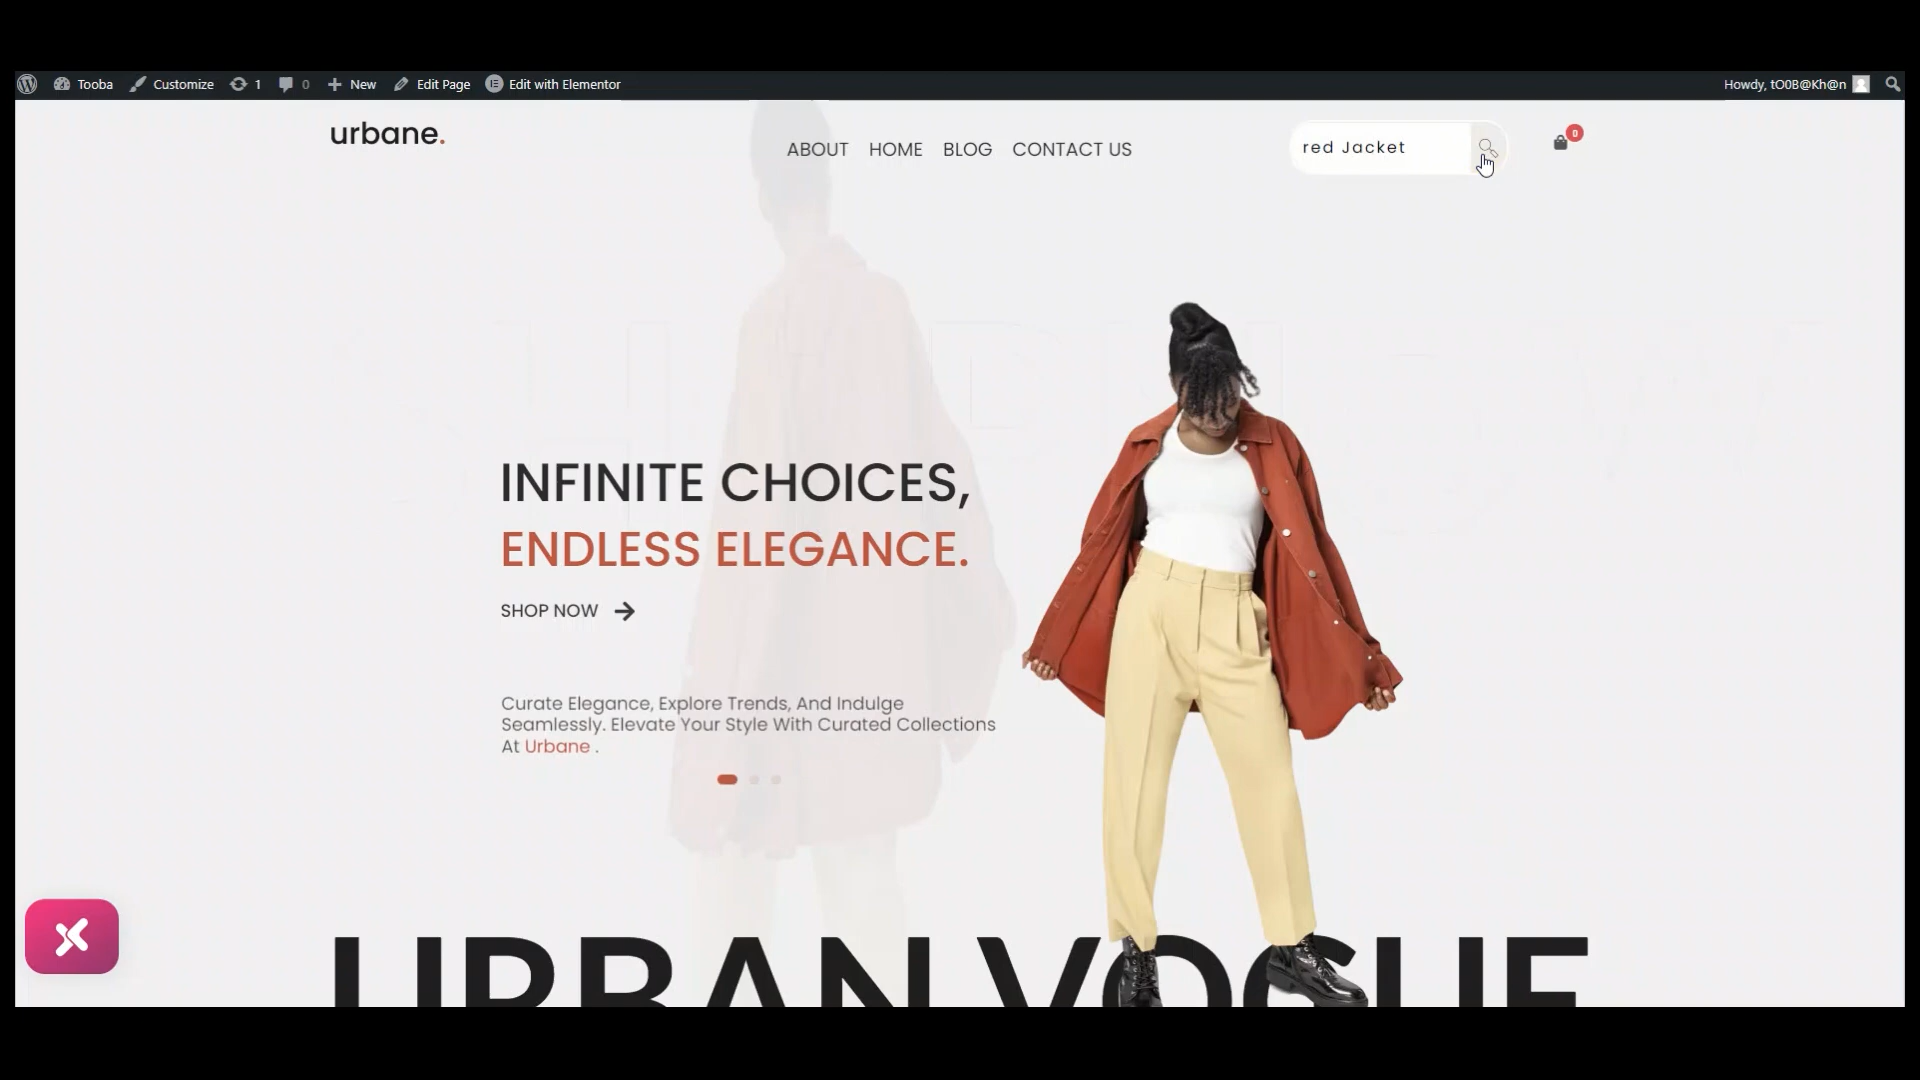 Tooba Customize 1 0 New Edit Page Edit with Elementor Howdy, tO0B@Kh@n
urbane.
ABOUT HOME BLOG CONTACT US
red Jacket
0
INFINITE CHOICES,
ENDLESS ELEGANCE.
SHOP NOW
Curate Elegance, Explore Trends, And Indulge
Seamlessly. Elevate Your Style With Curated Collections
At Urbane .
URBAN VOGUE